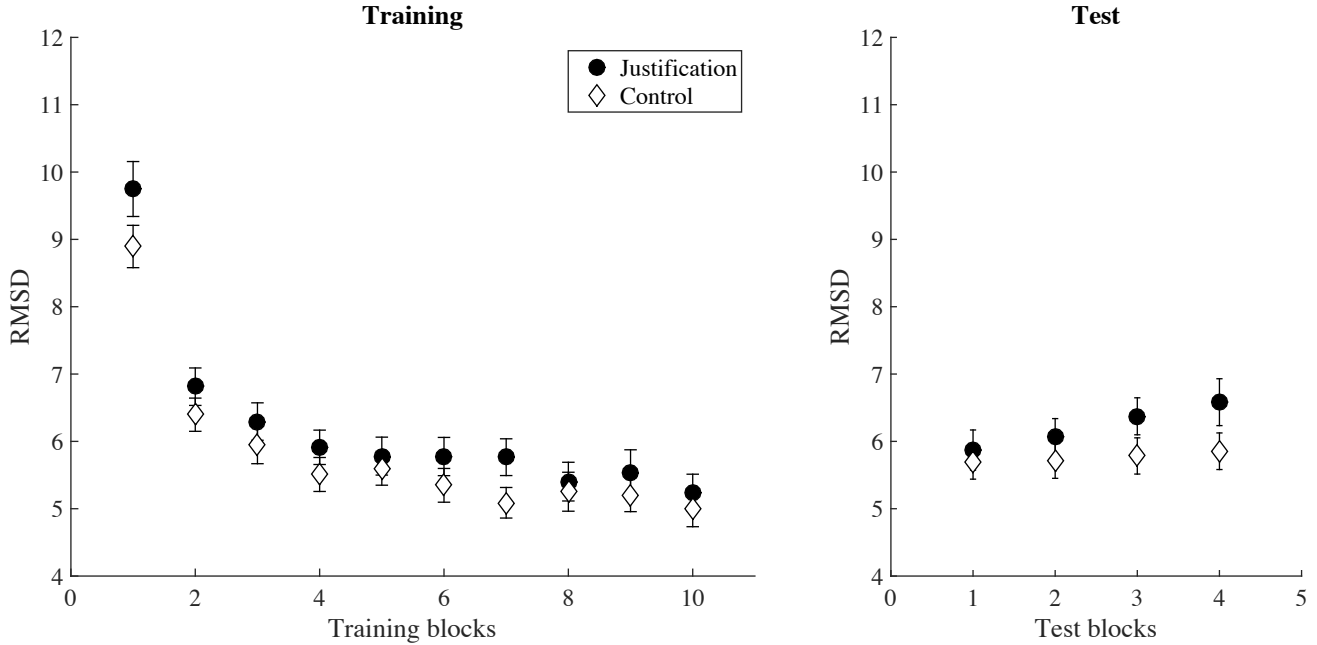 Training
12
11
10
9
8
7
6
5
4
RMSD
0 2 4 6 8 10
Training blocks
Justification
Control
Test
12
11
10
9
8
7
6
5
4
RMSD
0 1 2 3 4 5
Test blocks